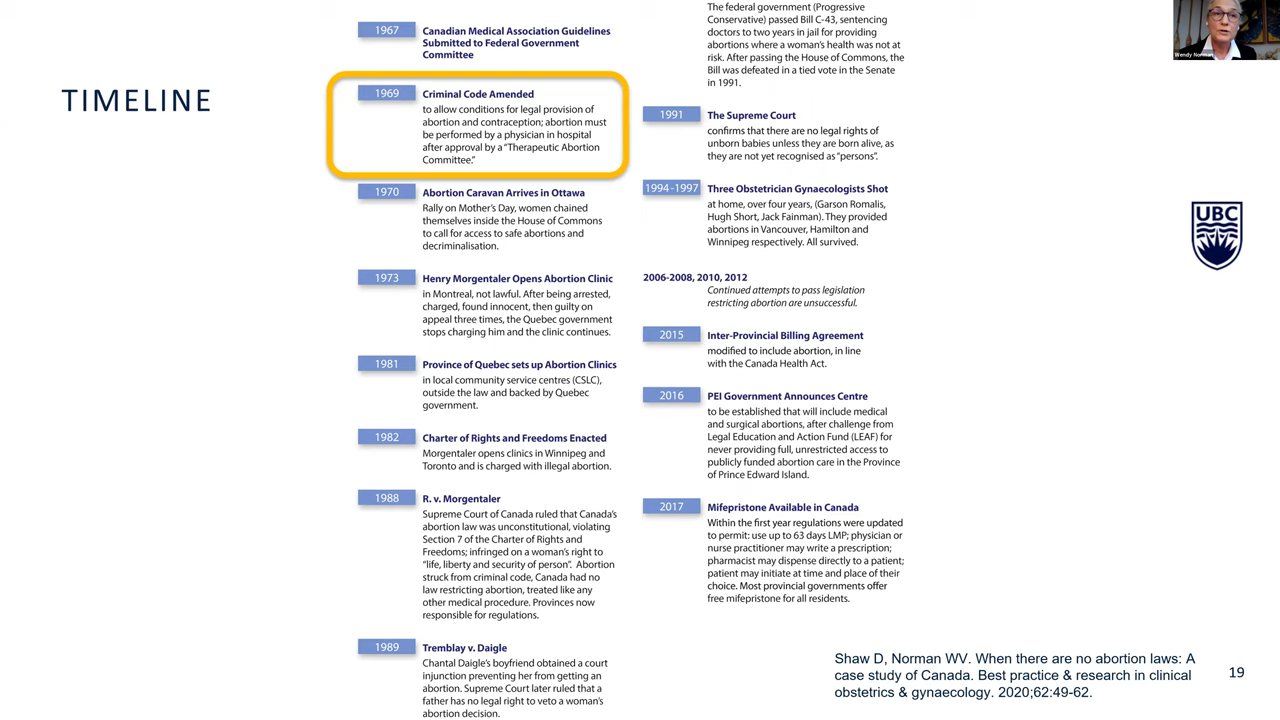 TIMELINE
1967
Canadian Medical Association Guidelines
Submitted to Federal Government
Committee
1969
Criminal Code Amended
to allow conditions for legal provision of
abortion and contraception; abortion must
be performed by a physician in hospital
after approval by a “Therapeutic Abortion
Committee.”
1970
Abortion Caravan Arrives in Ottawa
Rally on Mother’s Day, women chained
themselves inside the House of Commons
to call for access to safe abortions and
decriminalisation.
1973
Henry Morgentaler Opens Abortion Clinic
in Montreal, not lawful. After being arrested,
charged, found innocent, then guilty on
appeal three times, the Quebec government
stops charging him and the clinic continues.
1981
Province of Quebec sets up Abortion Clinics
in local community service centres (CSLC),
outside the law and backed by Quebec
government.
1982
Charter of Rights and Freedoms Enacted
Morgentaler opens clinics in Winnipeg and
Toronto and is charged with illegal abortion.
1988
R. v. Morgentaler
Supreme Court of Canada ruled that Canada’s
abortion law was unconstitutional, violating
Section 7 of the Charter of Rights and
Freedoms; infringed on a woman’s right to
“life, liberty and security of person”. Abortion
struck from criminal code, Canada had no
law restricting abortion, treated like any
other medical procedure. Provinces now
responsible for regulations.
1989
Tremblay v. Daigle
Chantal Daigle’s boyfriend obtained a court
injunction preventing her from getting an
abortion. Supreme Court later ruled that a
father has no legal right to veto a woman’s
abortion decision.
The federal government (Progressive
Conservative) passed Bill C-43, sentencing
doctors to two years in jail for providing
abortions where a woman’s health was not at
risk. After passing the House of Commons, the
Bill was defeated in a tied vote in the Senate
in 1991.
1991
The Supreme Court
confirms that there are no legal rights of
unborn babies unless they are born alive, as
they are not yet recognised as “persons”.
1994-1997
Three Obstetrician Gynaecologists Shot
at home, over four years, (Garson Romalis,
Hugh Short, Jack Fainman). They provided
abortions in Vancouver, Hamilton and
Winnipeg respectively. All survived.
2006-2008, 2010, 2012
Continued attempts to pass legislation
restricting abortion are unsuccessful.
2015
Inter-Provincial Billing Agreement
modified to include abortion, in line
with the Canada Health Act.
2016
PEI Government Announces Centre
to be established that will include medical
and surgical abortions, after challenge from
Legal Education and Action Fund (LEAF) for
never providing full, unrestricted access to
publicly funded abortion care in the Province
of Prince Edward Island.
2017
Mifepristone Available in Canada
Within the first year regulations were updated
to permit: use up to 63 days LMP; physician or
nurse practitioner may write a prescription;
pharmacist may dispense directly to a patient;
patient may initiate at time and place of their
choice. Most provincial governments offer
free mifepristone for all residents.
Wendy Norman
UBC
Shaw D, Norman WV. When there are no abortion laws: A
case study of Canada. Best practice & research in clinical
obstetrics & gynaecology. 2020;62:49-62.
19